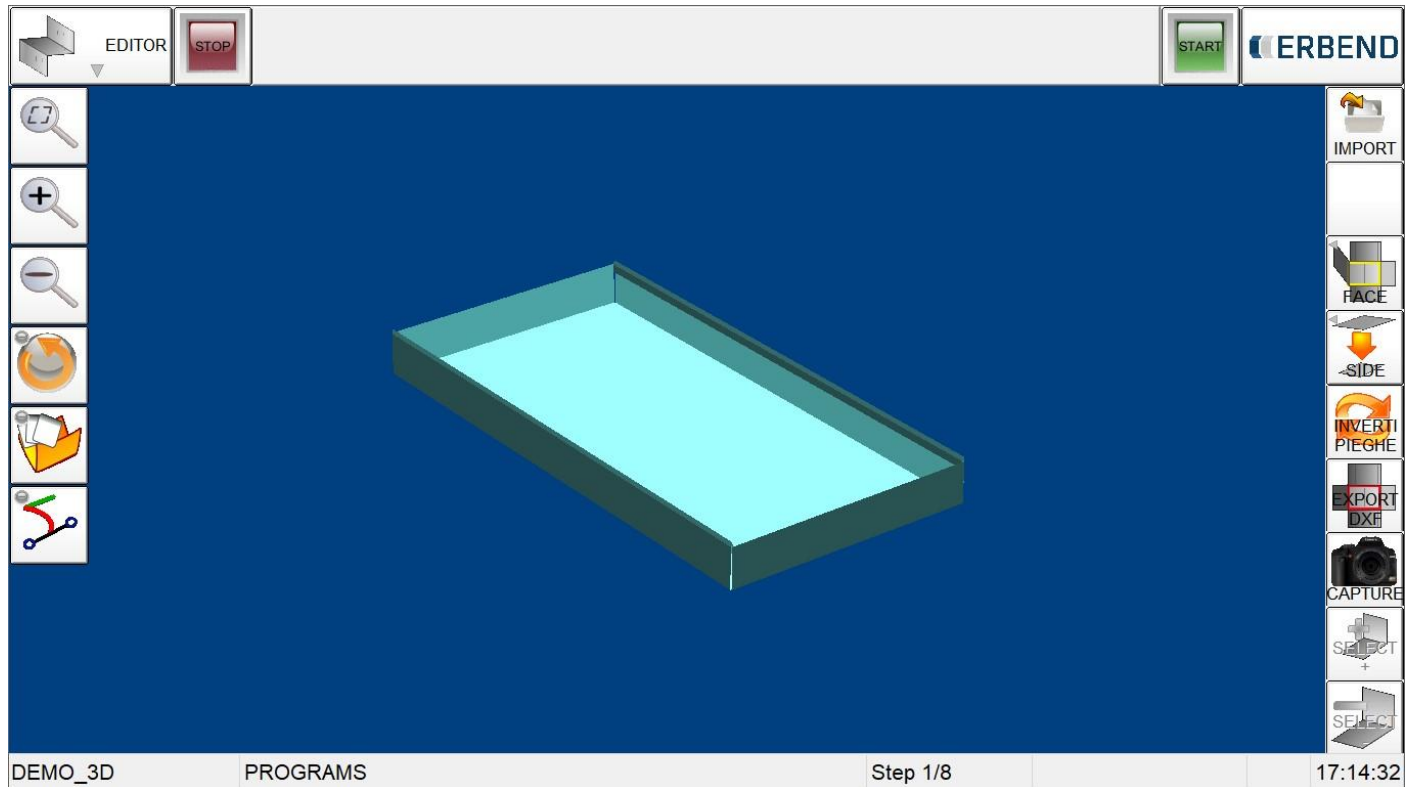 EDITOR
STOP
START
ERBEND
IMPORT
FACE
SIDE
INVERTI
PIEGHE
EXPORT
DXF
CAPTURE
SELECT
+
SELECT
-
DEMO_3D PROGRAMS Step 1/8 17:14:32